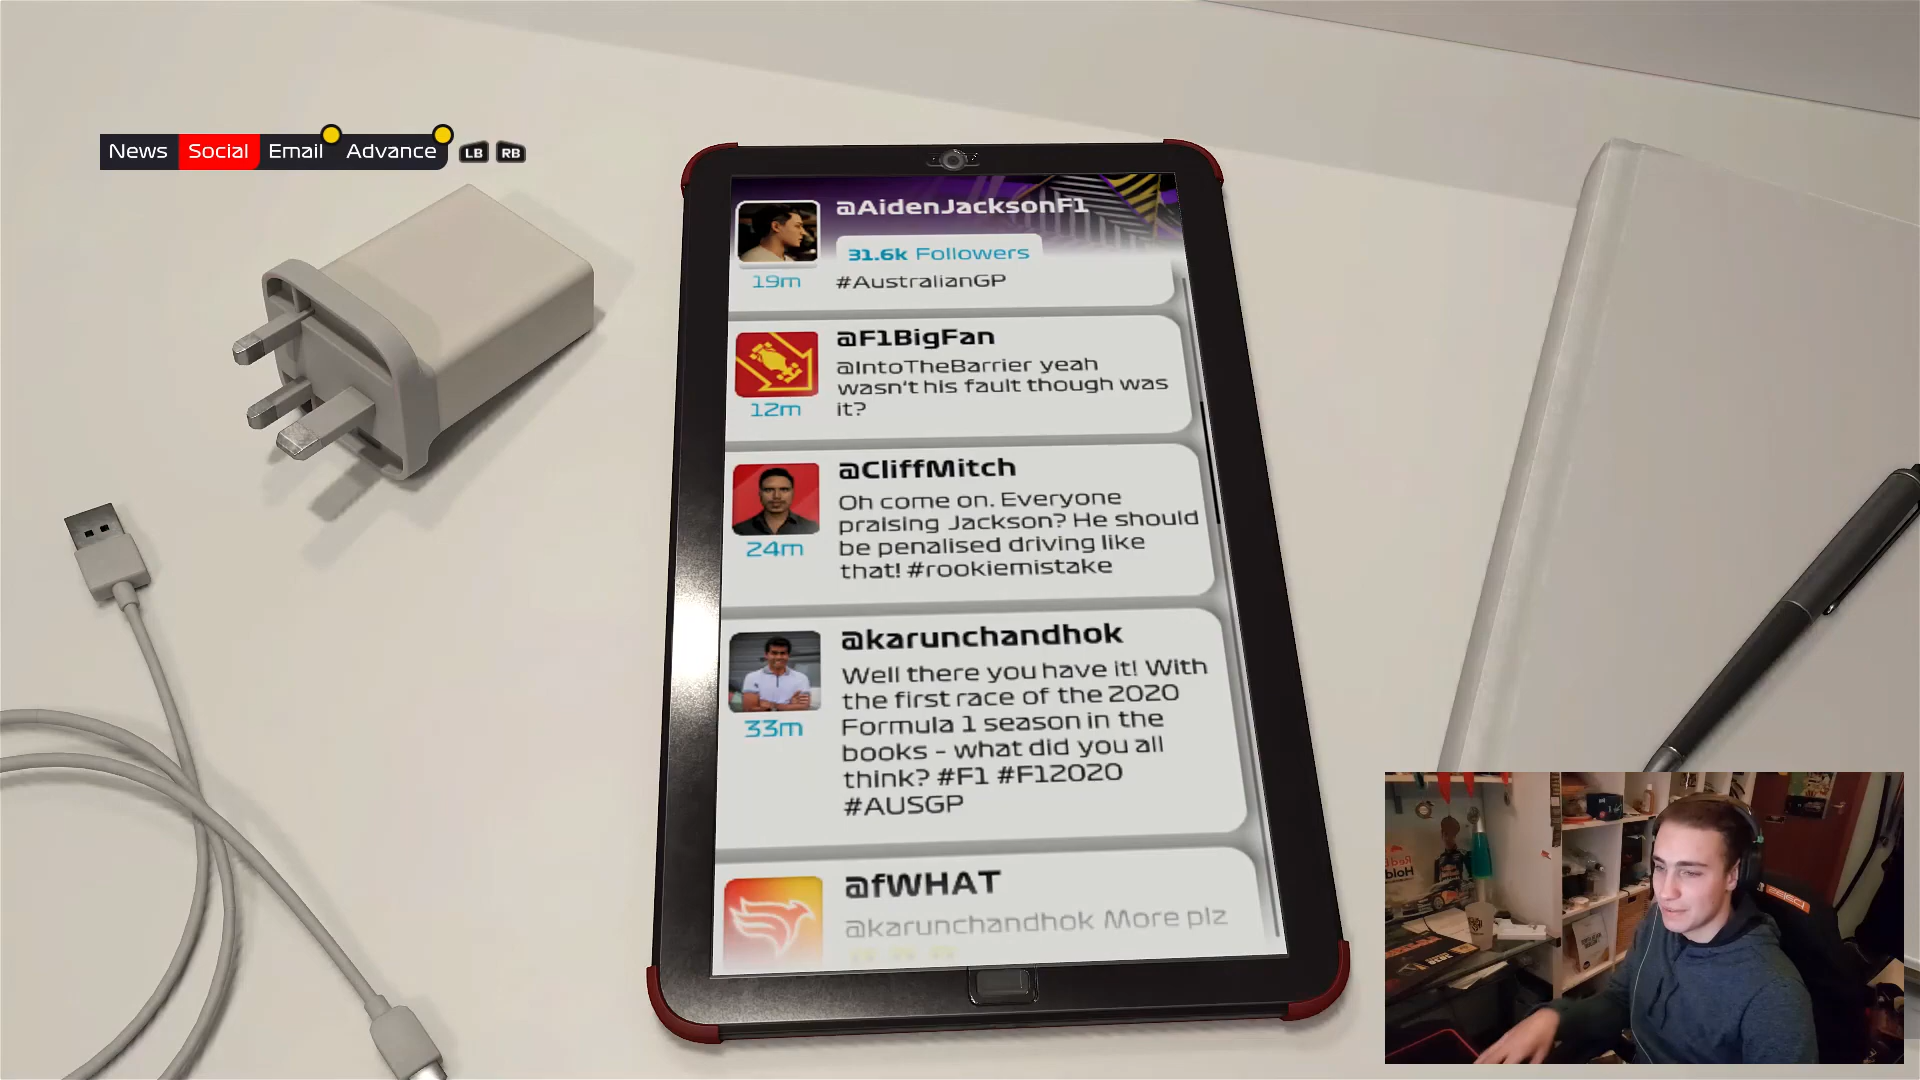 News Social Email Advance LB RB
@AidenJacksonF1
31.6k Followers
19m
#AustralianGP
@F1BigFan
@IntoTheBarrier yeah
wasn't his fault though was
it?
12m
@CliffMitch
Oh come on. Everyone
praising Jackson? He should
be penalised driving like
that! #rookiemistake
24m
@karunchandhok
Well there you have it! With
the first race of the 2020
Formula 1 season in the
books - what did you all
think? #F1 #F12020
#AUSGP
33m
@fWHAT
@karunchandhok More plz